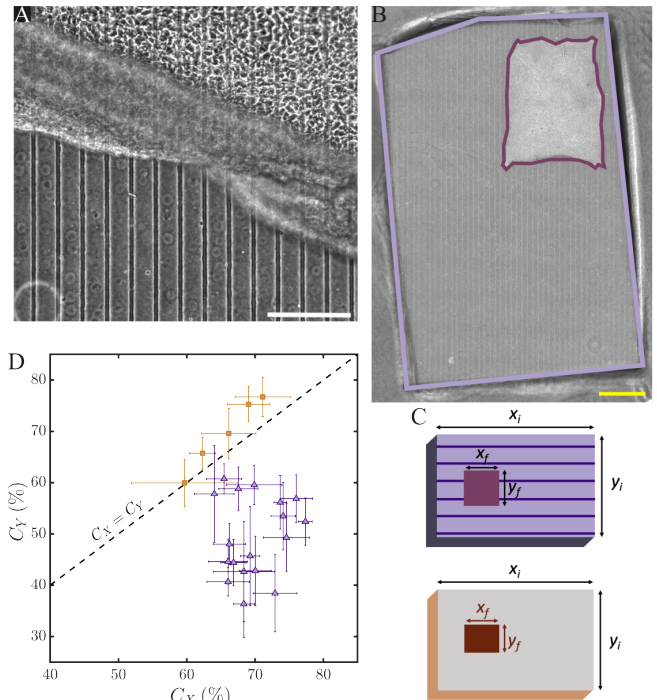 A
B
D
80
70
60
50
40
30
C_Y (%)
C_X = C_Y
40
50
60
70
80
C_X (%)
C
x_i
x_f
y_f
y_i
x_i
x_f
y_f
y_i